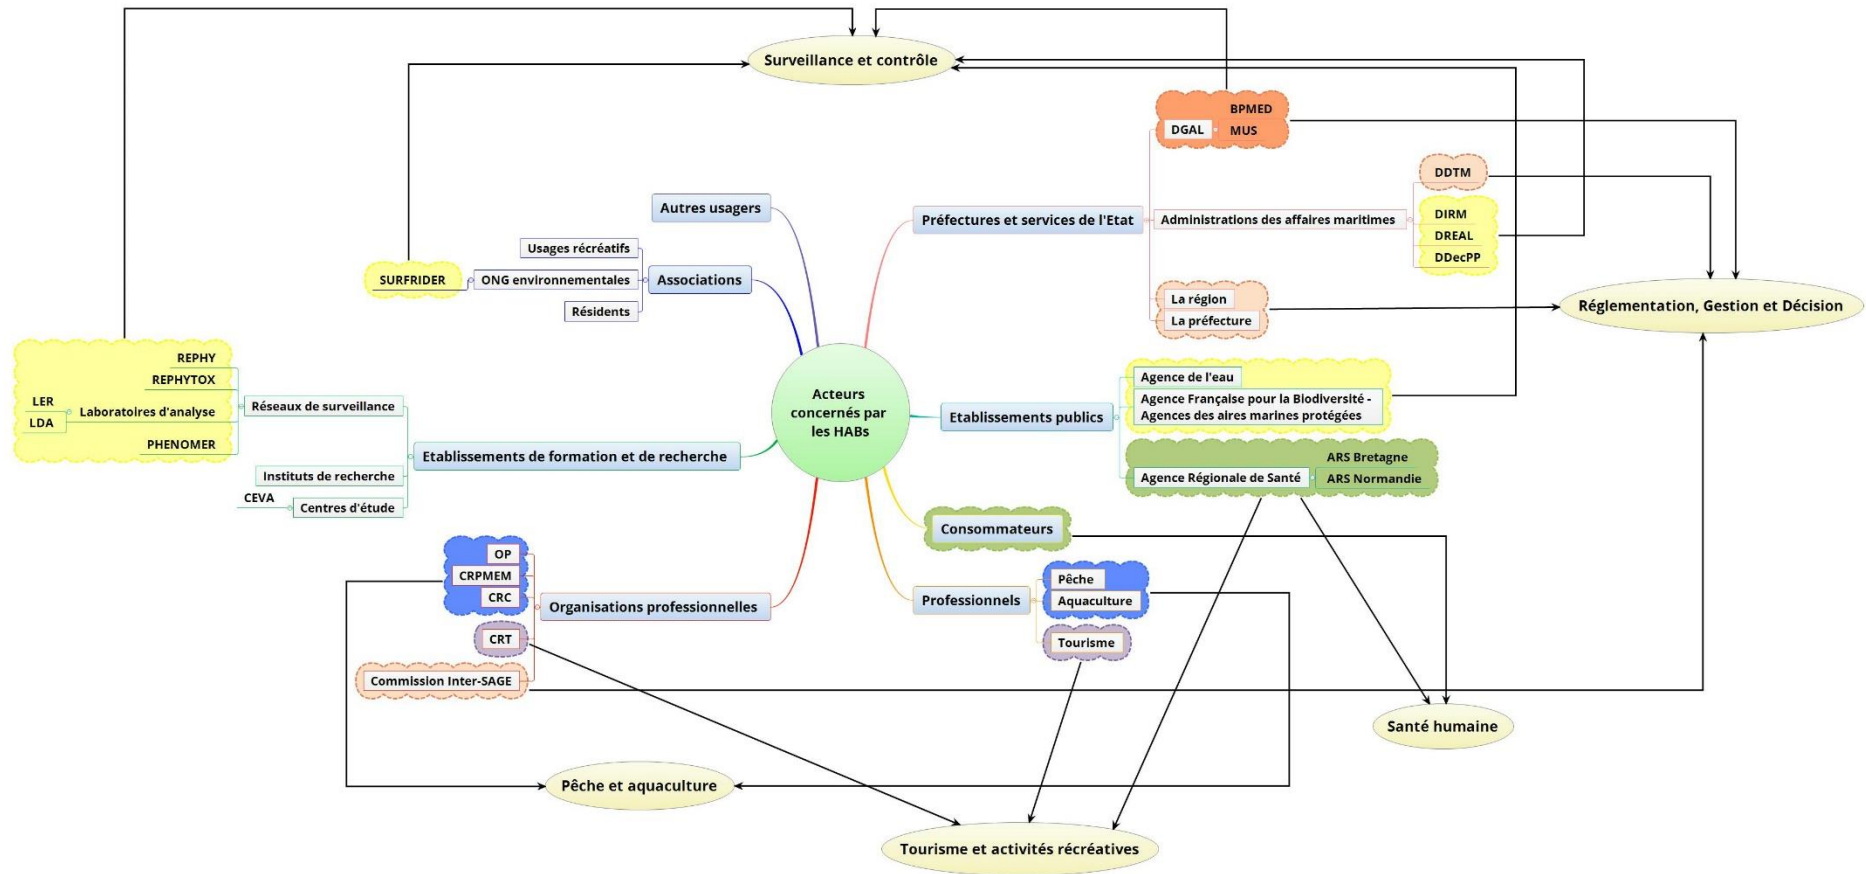 Surveillance et contrôle
BPMED
DGAL
MUS
DDTM
Autres usagers
Préfectures et services de l'Etat
Administrations des affaires maritimes
DIRM
DREAL
DDecPP
Usages récréatifs
SURFRIDER
ONG environnementales
Associations
Résidents
La région
La préfecture
Réglementation, Gestion et Décision
REPHY
REPHYTOX
LER
LDA
Laboratoires d'analyse
PHENOMER
Réseaux de surveillance
Acteurs
concernés par
les HABs
Agence de l'eau
Agence Française pour la Biodiversité -
Agences des aires marines protégées
Etablissements publics
Etablissements de formation et de recherche
Instituts de recherche
CEVA
Centres d'étude
ARS Bretagne
Agence Régionale de Santé
ARS Normandie
Consommateurs
OP
CRPMEM
CRC
Organisations professionnelles
CRT
Commission Inter-SAGE
Professionnels
Pêche
Aquaculture
Tourisme
Santé humaine
Pêche et aquaculture
Tourisme et activités récréatives